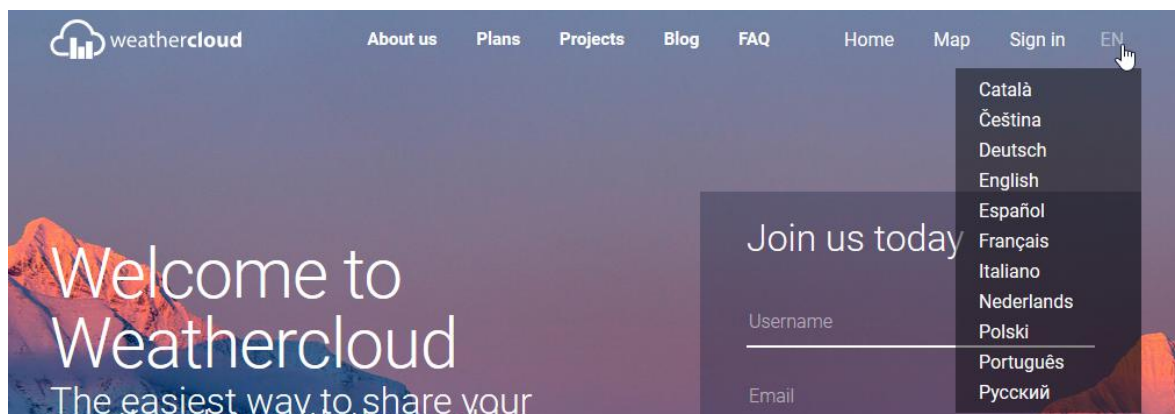 weathercloud
About us Plans Projects Blog FAQ Home Map Sign in EN
Català
Čeština
Deutsch
English
Español
Français
Italiano
Nederlands
Polski
Português
Русский
Welcome to
Weathercloud
The easiest way to share your
Join us today
Username
Email